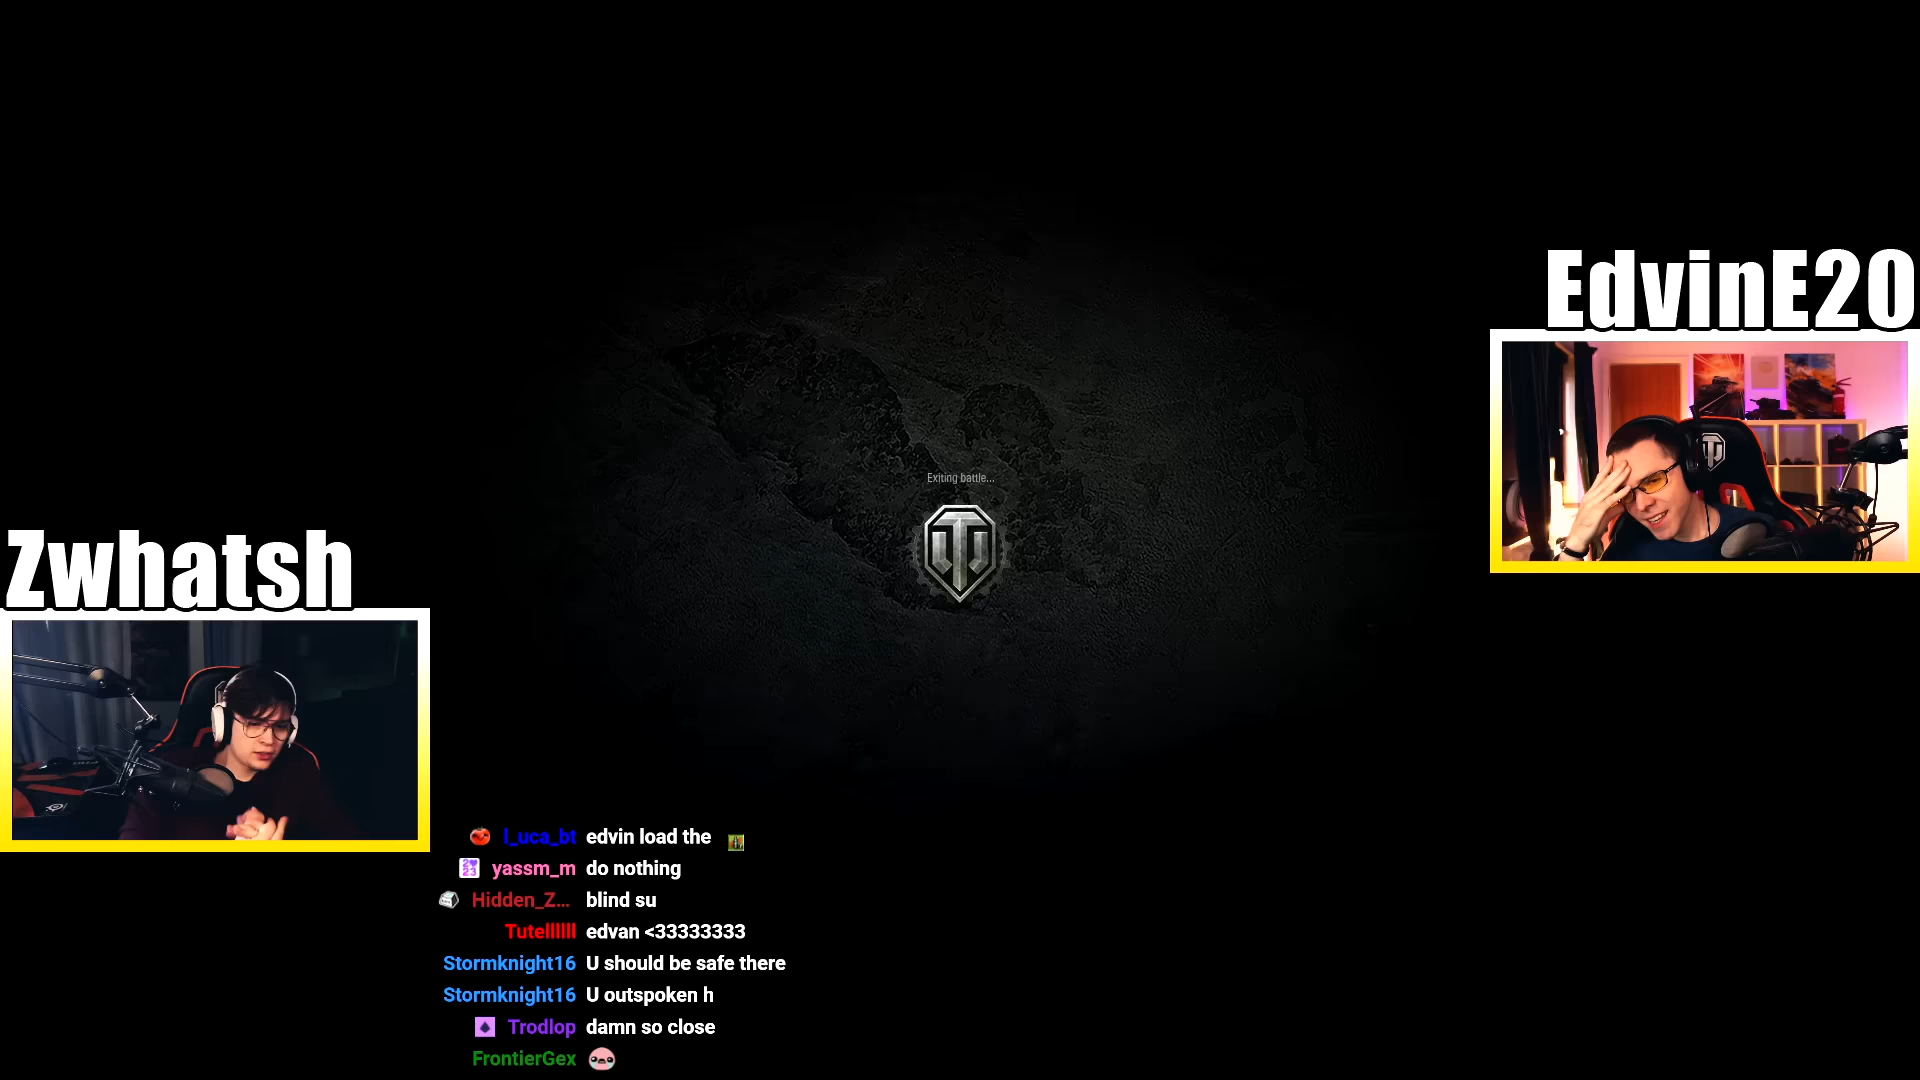 EdvinE20
Exiting battle...
Zwhatsh
l_uca_bt edvin load the
yassm_m do nothing
Hidden_Z... blind su
Tutellllll edvan <33333333
Stormknight16 U should be safe there
Stormknight16 U outspoken h
Trodlop damn so close
FrontierGex